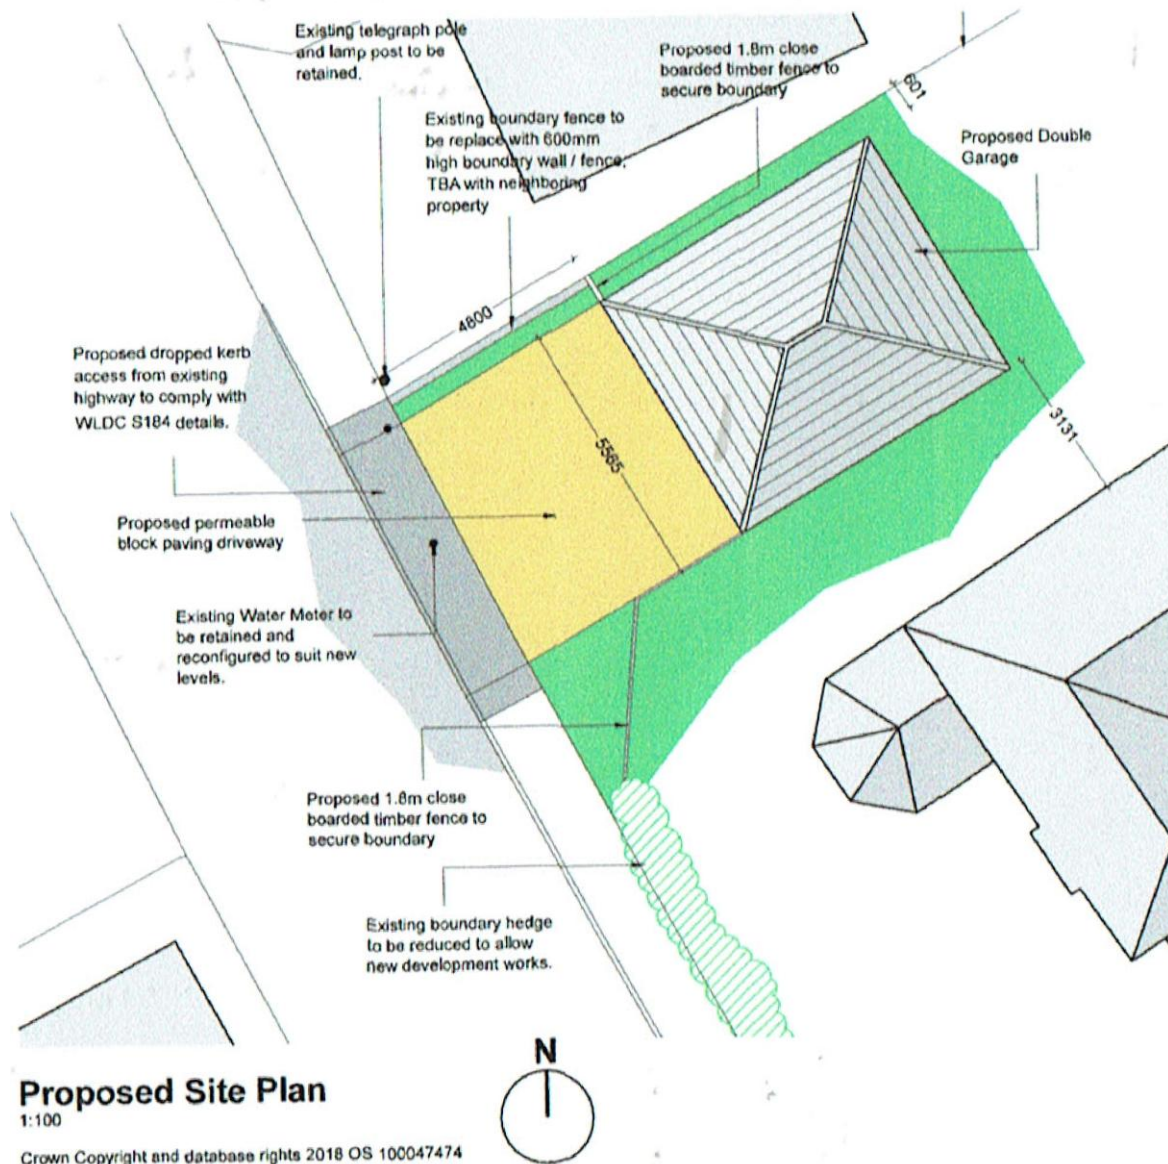 Existing telegraph pole
and lamp post to be
retained.
Proposed 1.8m close
boarded timber fence to
secure boundary
601
Existing boundary fence to
be replace with 600mm
high boundary wall / fence,
TBA with neighboring
property
Proposed Double
Garage
4800
Proposed dropped kerb
access from existing
highway to comply with
WLDC S184 details.
5565
3131
Proposed permeable
block paving driveway
Existing Water Meter to
be retained and
reconfigured to suit new
levels.
Proposed 1.8m close
boarded timber fence to
secure boundary
Existing boundary hedge
to be reduced to allow
new development works.
N
Proposed Site Plan
1:100
Crown Copyright and database rights 2018 OS 100047474